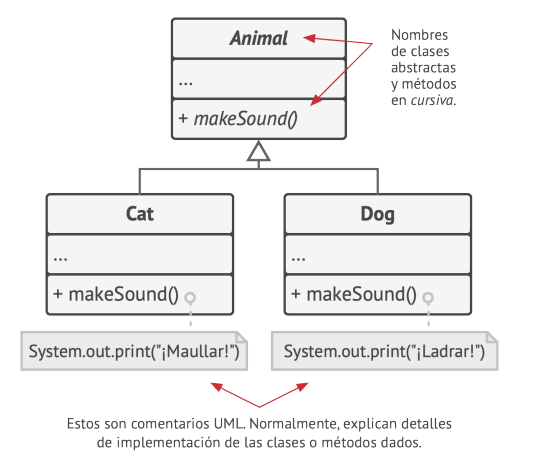 Animal
...
+ makeSound()
Nombres
de clases
abstractas
y métodos
en cursiva.
Cat
...
+ makeSound()
Dog
...
+ makeSound()
System.out.print("¡Maullar!")
System.out.print("¡Ladrar!")
Estos son comentarios UML. Normalmente, explican detalles
de implementación de las clases o métodos dados.